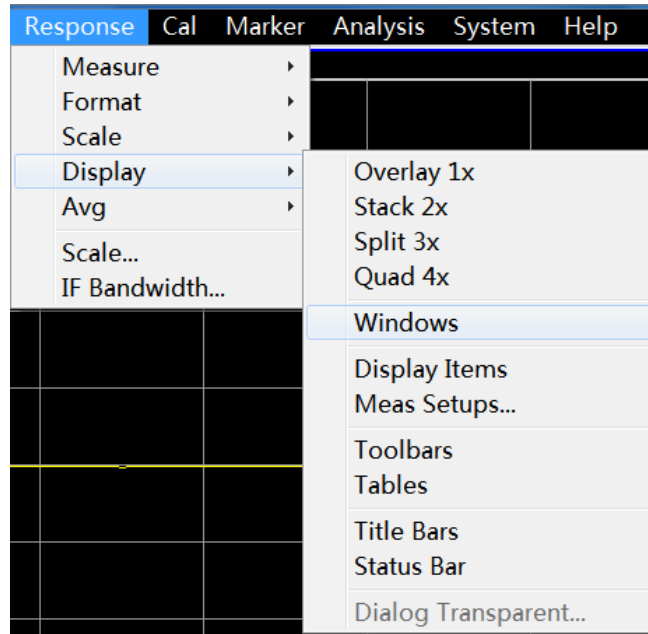 Response Cal Marker Analysis System Help
Measure
Format
Scale
Display
Avg
Scale...
IF Bandwidth...
Overlay 1x
Stack 2x
Split 3x
Quad 4x
Windows
Display Items
Meas Setups...
Toolbars
Tables
Title Bars
Status Bar
Dialog Transparent...